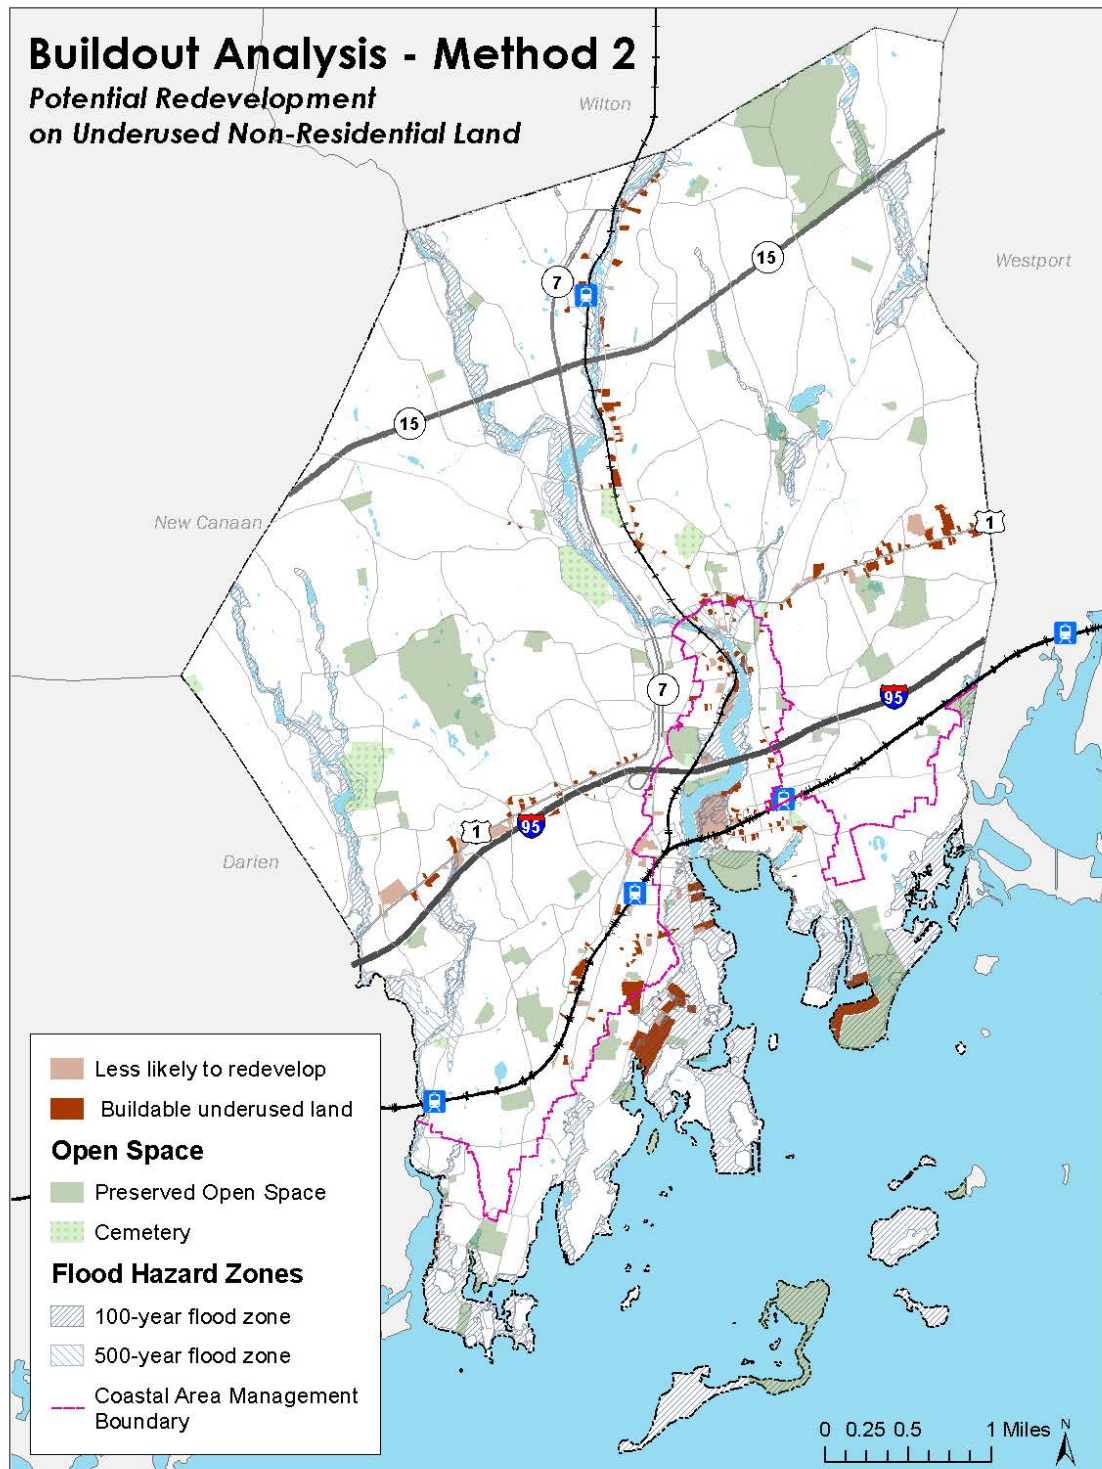 Buildout Analysis - Method 2
Potential Redevelopment
on Underused Non-Residential Land
Wilton
Westport
15
7
15
New Canaan
1
7
95
1
95
Darien
Less likely to redevelop
Buildable underused land
Open Space
Preserved Open Space
Cemetery
Flood Hazard Zones
100-year flood zone
500-year flood zone
Coastal Area Management
Boundary
0 0.25 0.5 1 Miles
N